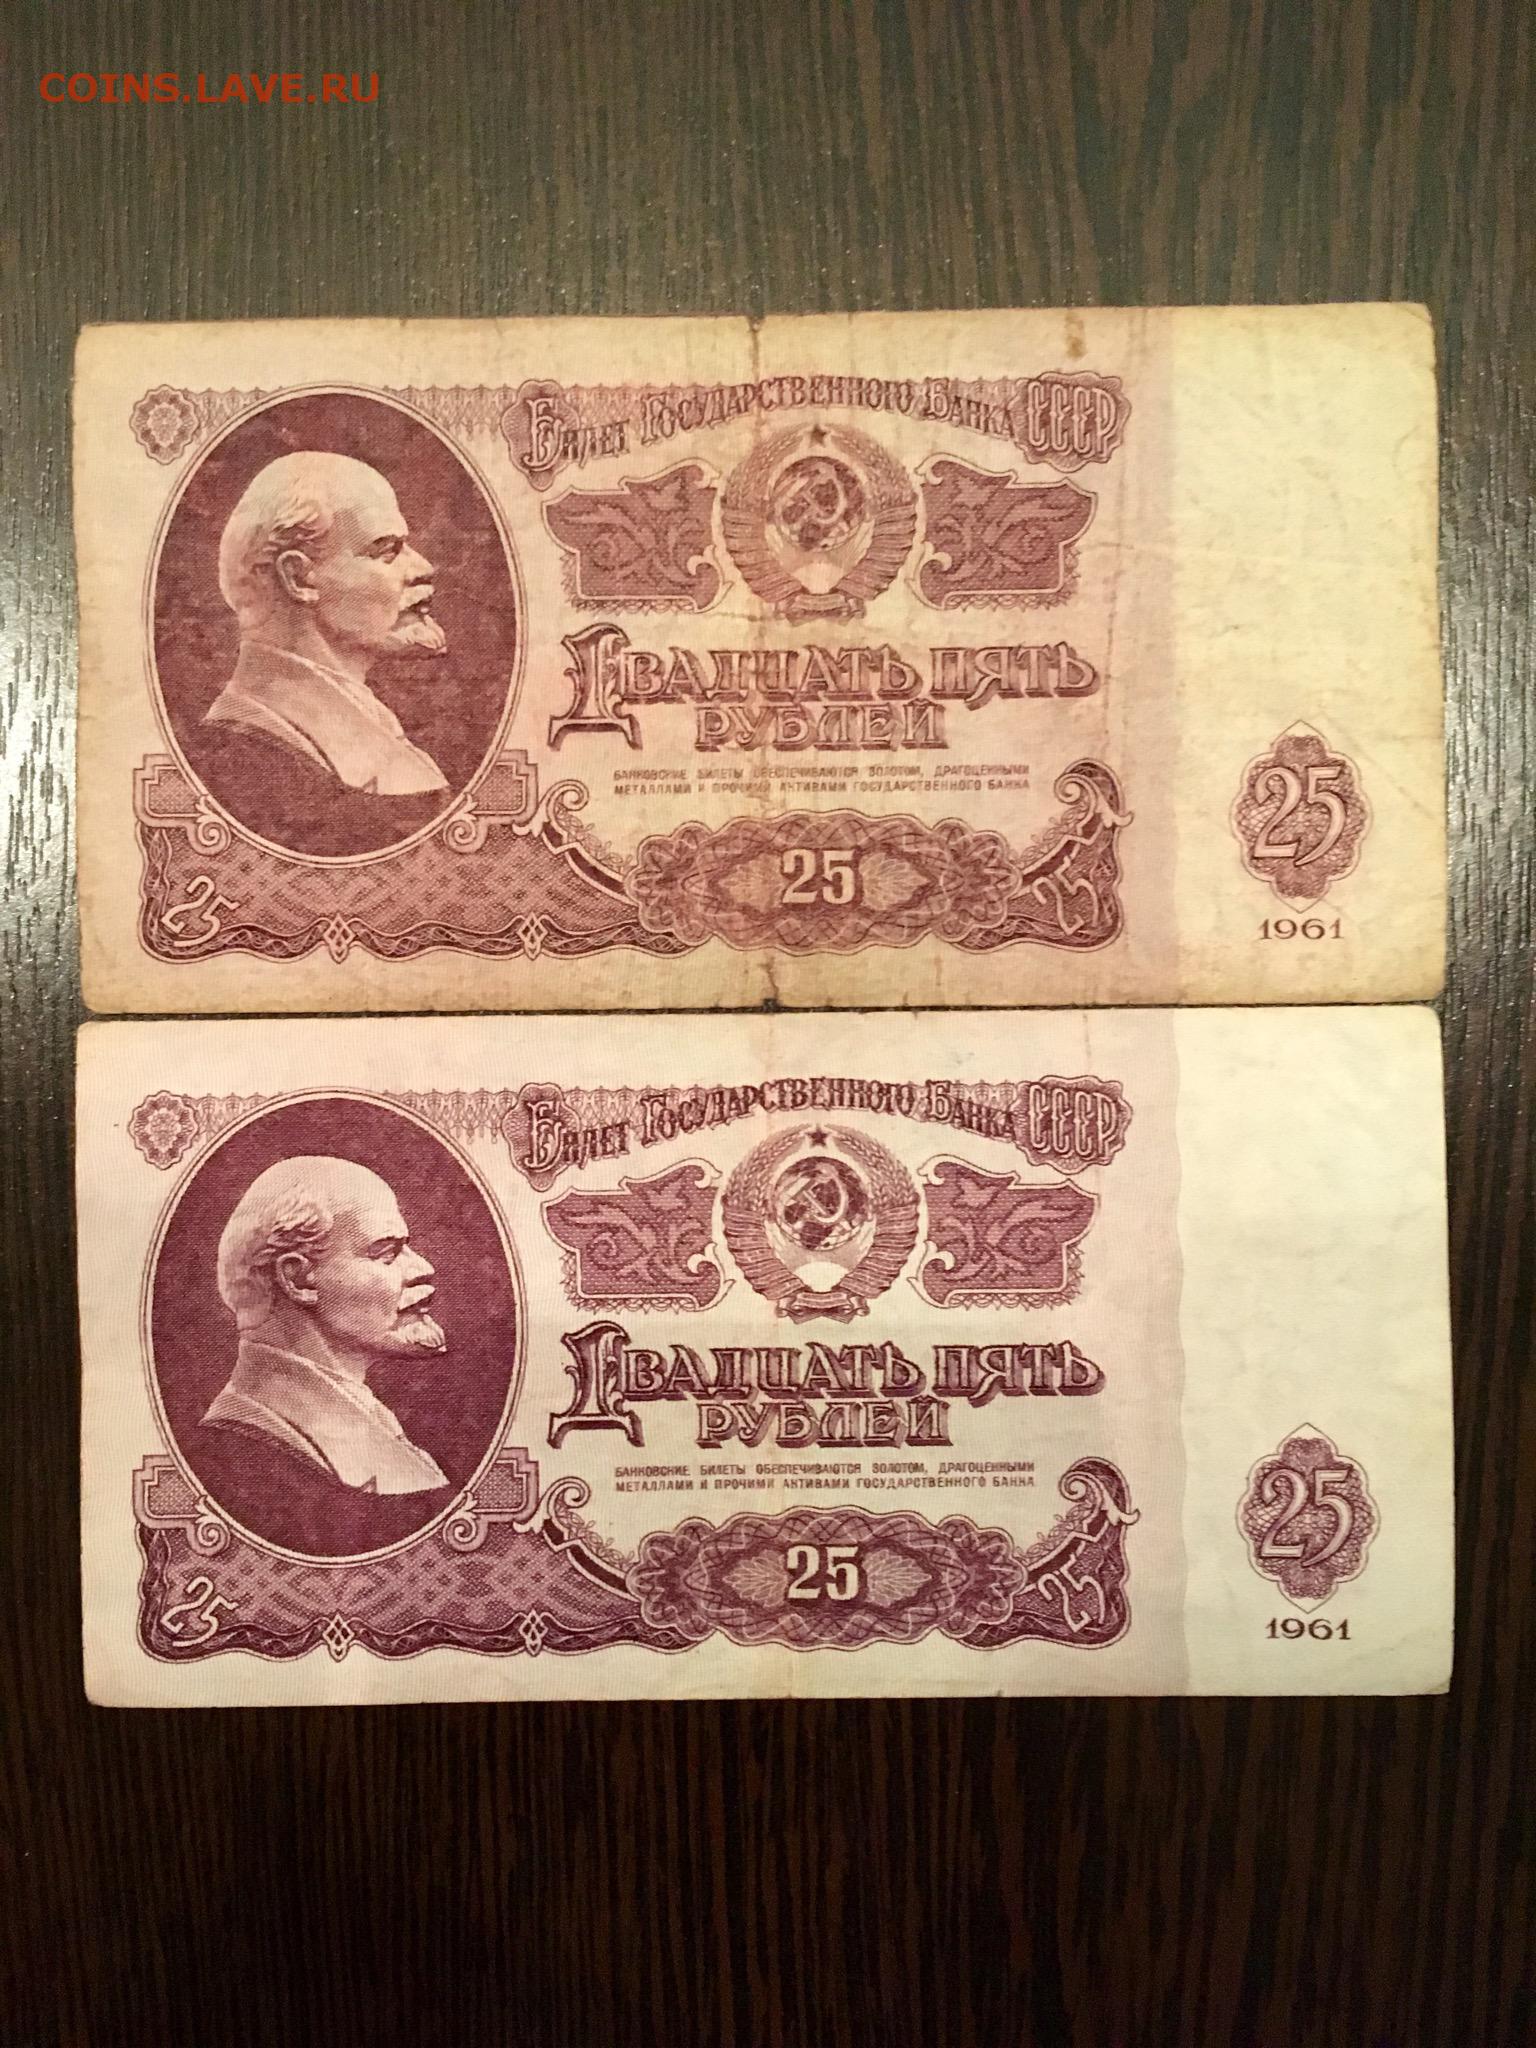 COINS.LAVE.RU
Билет Государственного Банка СССР
Двадцать пять
рублей
БАНКОВСКИЕ БИЛЕТЫ ОБЕСПЕЧИВАЮТСЯ ЗОЛОТОМ, ДРАГОЦЕННЫМИ
МЕТАЛЛАМИ И ПРОЧИМИ АКТИВАМИ ГОСУДАРСТВЕННОГО БАНКА
25
25
25
25
1961
Билет Государственного Банка СССР
Двадцать пять
рублей
БАНКОВСКИЕ БИЛЕТЫ ОБЕСПЕЧИВАЮТСЯ ЗОЛОТОМ, ДРАГОЦЕННЫМИ
МЕТАЛЛАМИ И ПРОЧИМИ АКТИВАМИ ГОСУДАРСТВЕННОГО БАНКА
25
25
25
25
1961